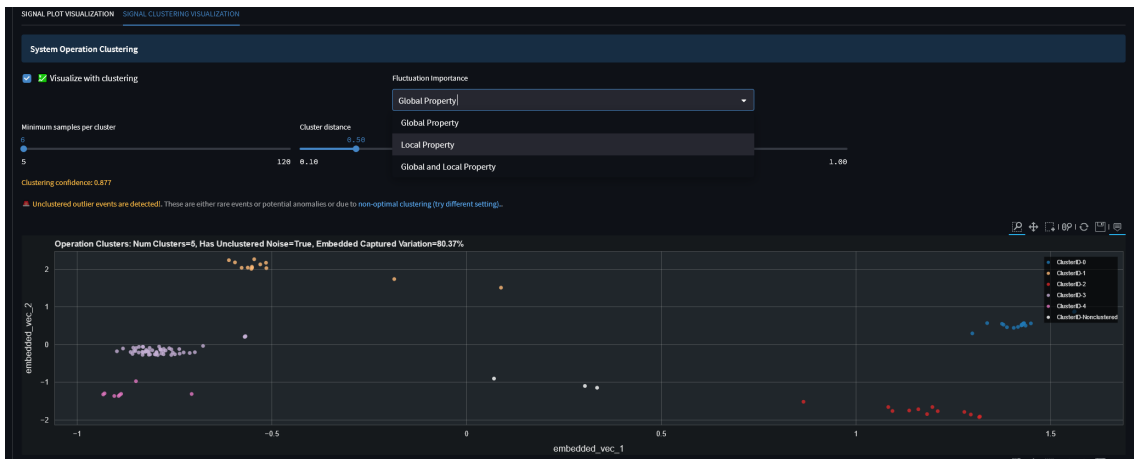 SIGNAL PLOT VISUALIZATION SIGNAL CLUSTERING VISUALIZATION
System Operation Clustering
Visualize with clustering
Fluctuation Importance
Global Property
Global Property
Local Property
Global and Local Property
Minimum samples per cluster
6
5 120
Cluster distance
0.50
0.10 1.00
Clustering confidence: 0.877
Unclustered outlier events are detected!. These are either rare events or potential anomalies or due to non-optimal clustering (try different setting)..
Operation Clusters: Num Clusters=5, Has Unclustered Noise=True, Embedded Captured Variation=80.37%
ClusterID-0
ClusterID-1
ClusterID-2
ClusterID-3
ClusterID-4
ClusterID-Nonclustered
embedded_vec_2
2
1
0
−1
−2
−1 −0.5 0 0.5 1 1.5
embedded_vec_1